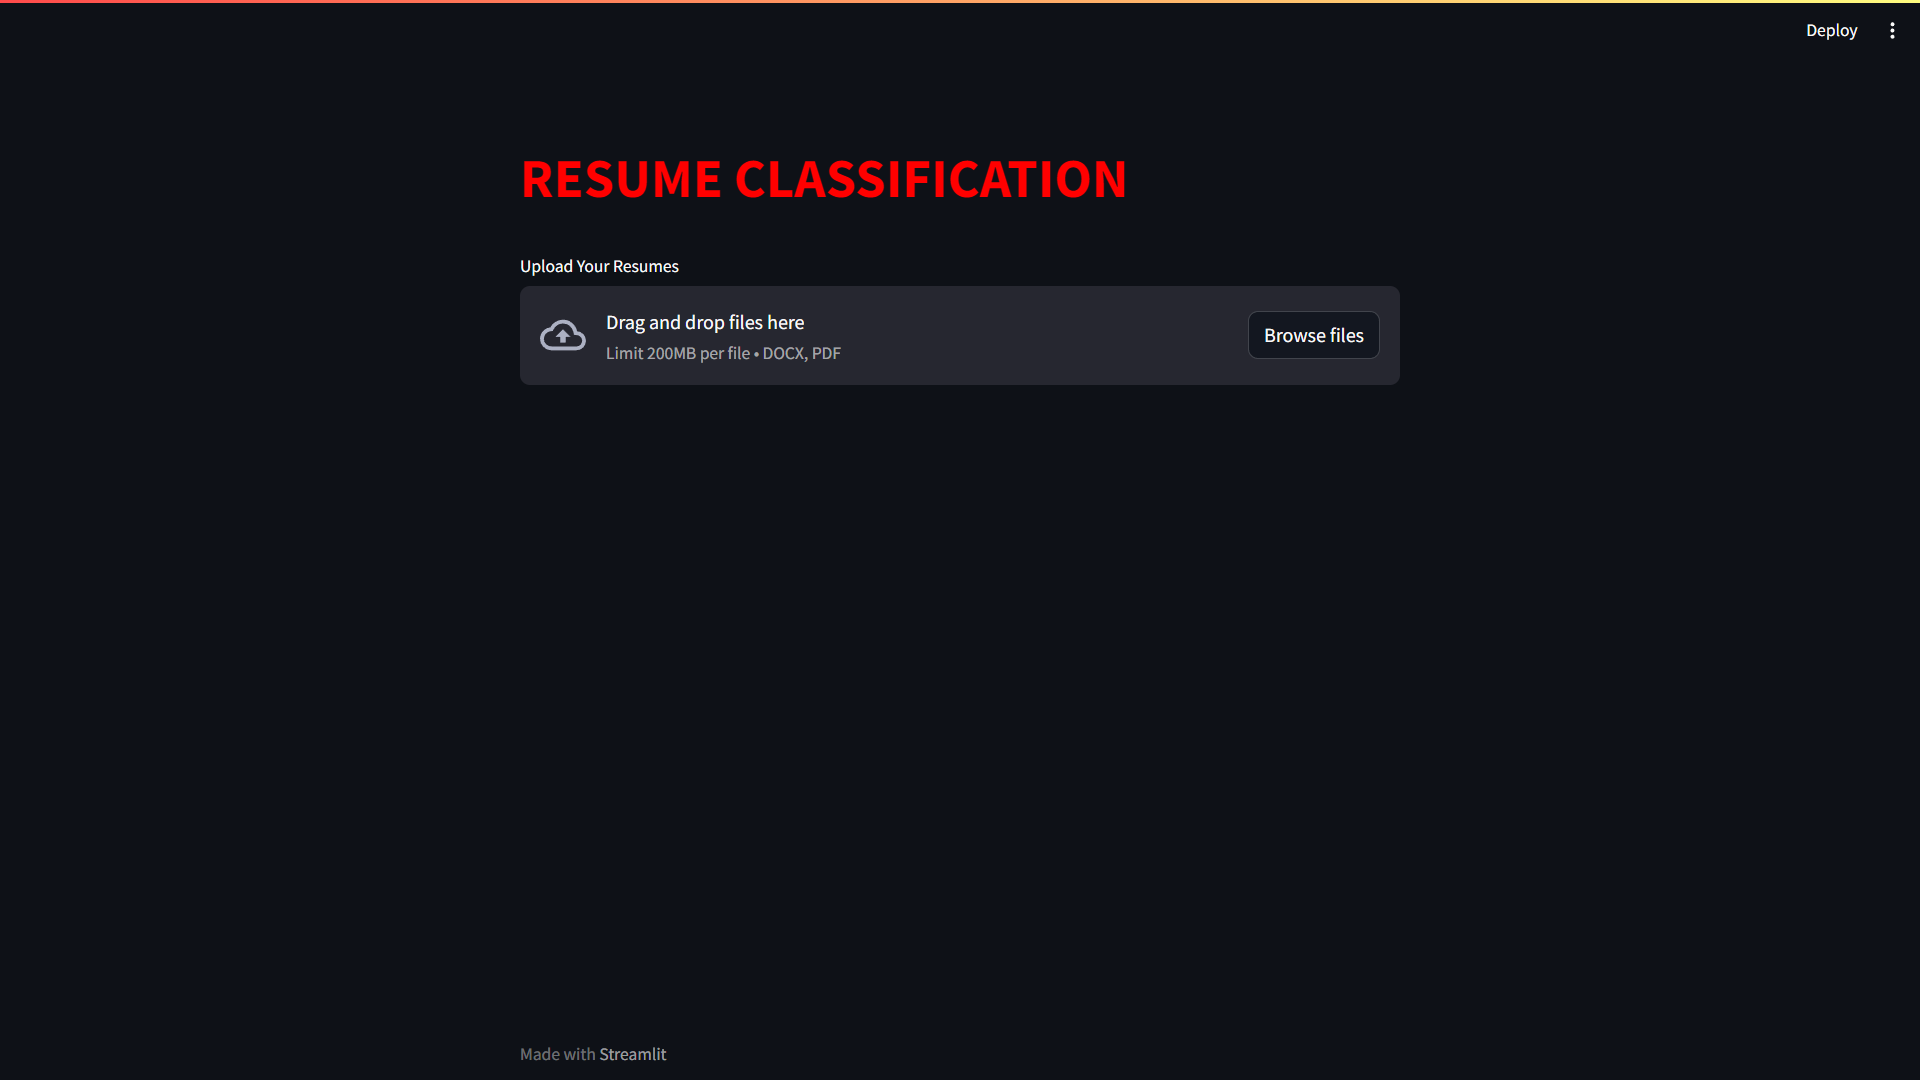 Deploy
RESUME CLASSIFICATION
Upload Your Resumes
Drag and drop files here
Limit 200MB per file • DOCX, PDF
Browse files
Made with Streamlit